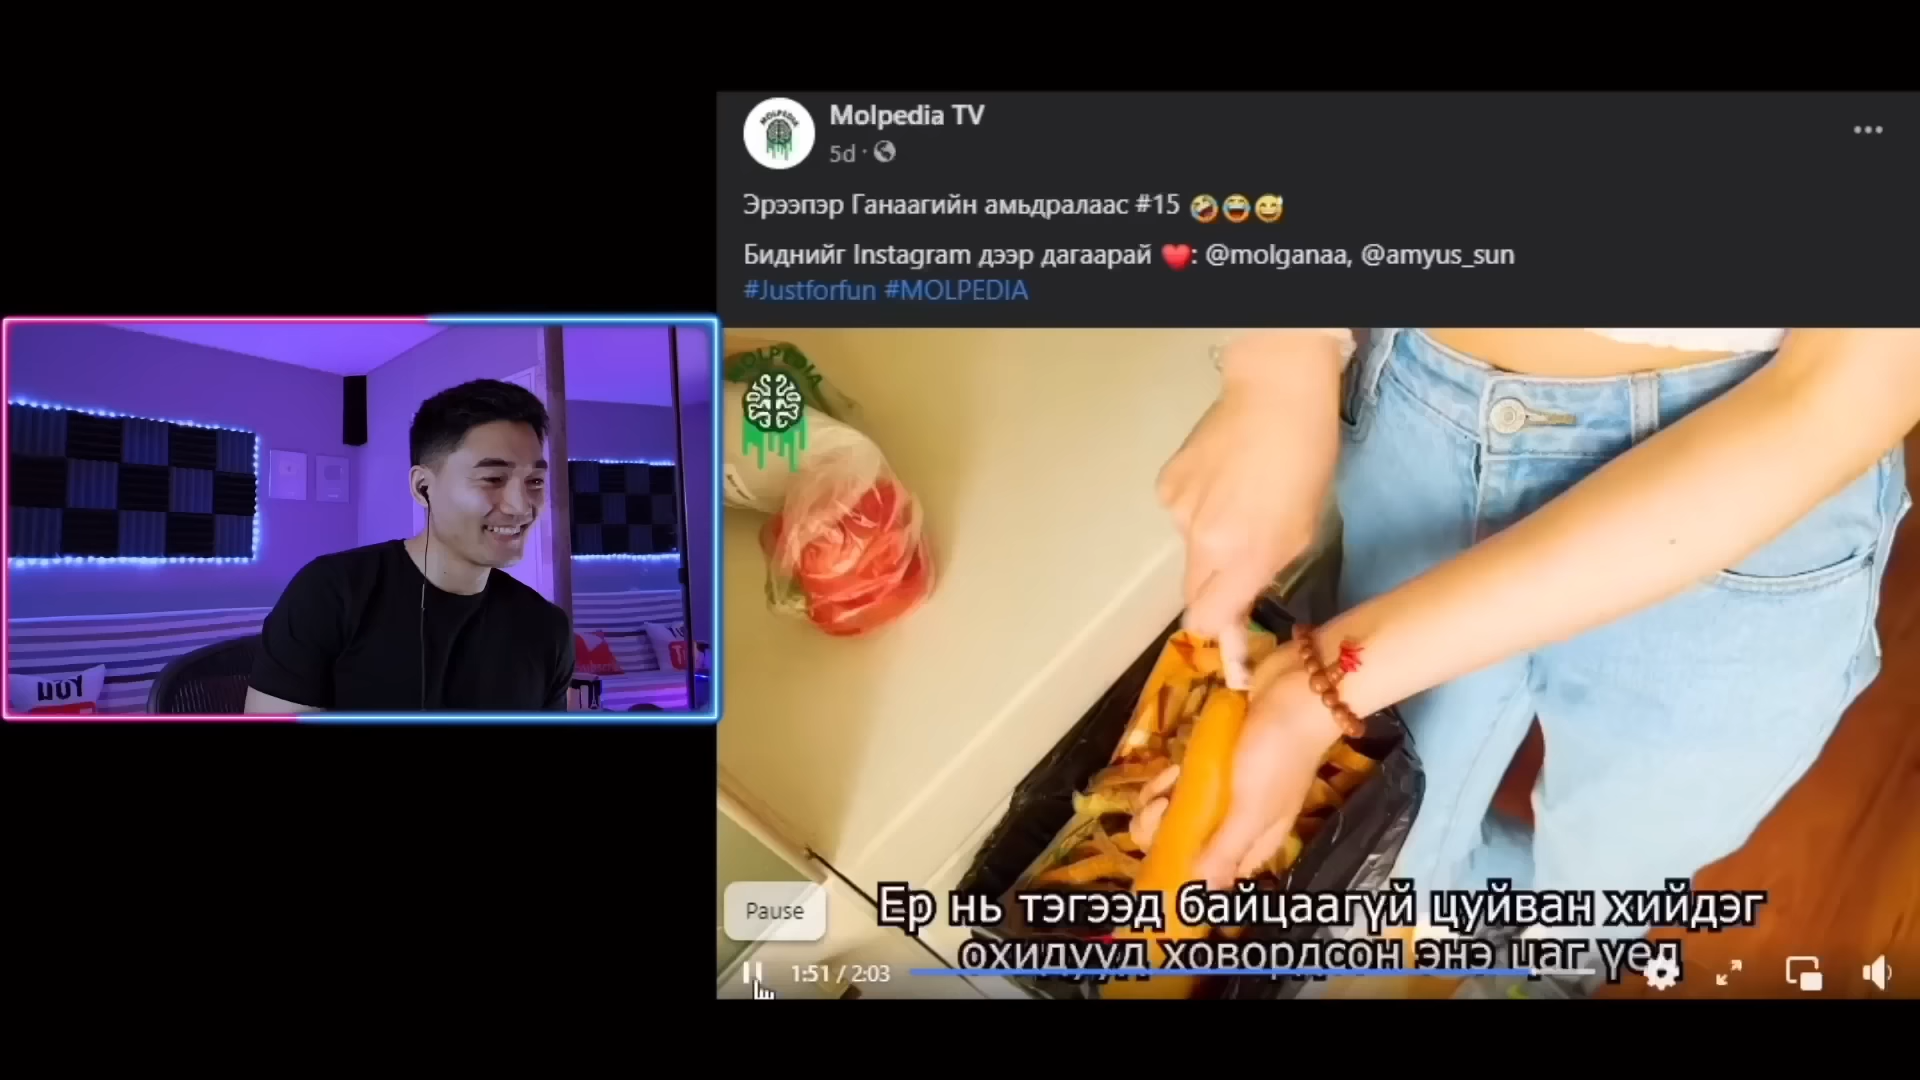 Molpedia TV
5d ·
Эрээпэр Ганаагийн амьдралаас #15 🤣😂😅
Биднийг Instagram дээр дагаарай ❤️: @molganaa, @amyus_sun
#Justforfun #MOLPEDIA
MOLPEDIA
MOLPEDIA
Pause
Ер нь тэгээд байцаагүй цуйван хийдэг
охидууд ховордсон энэ цаг үед
1:51 / 2:03